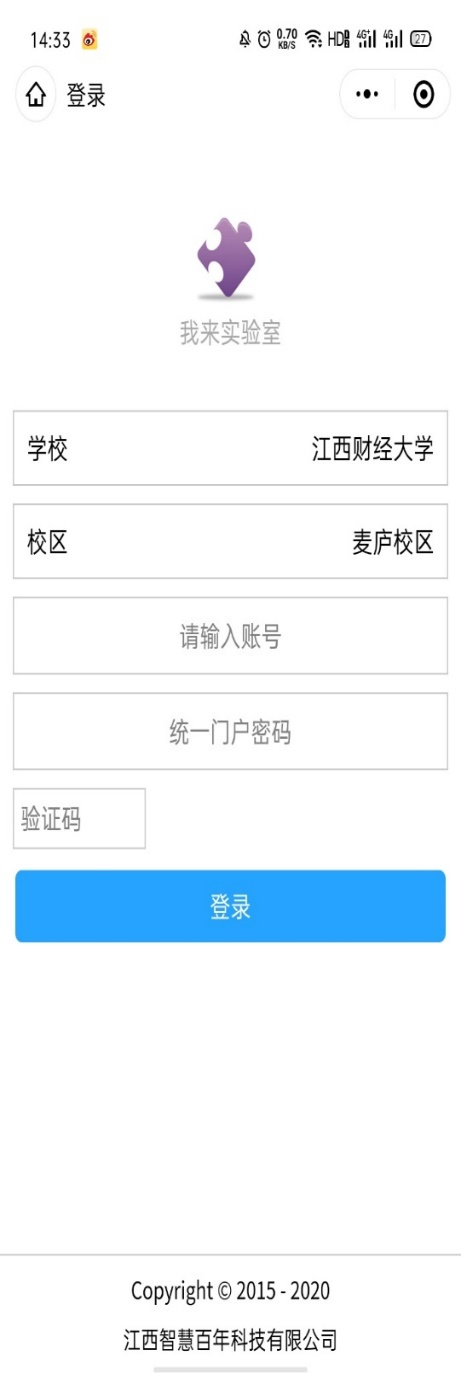 14:33
0.70
KB/S
HD
4G+
4G
27
登录
我来实验室
学校 江西财经大学
校区 麦庐校区
请输入账号
统一门户密码
验证码
登录
Copyright © 2015 - 2020
江西智慧百年科技有限公司